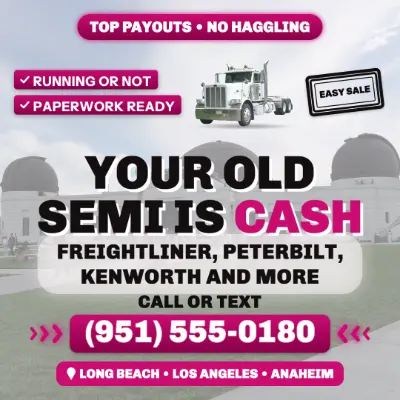 TOP PAYOUTS • NO HAGGLING
RUNNING OR NOT
PAPERWORK READY
EASY SALE
YOUR OLD
SEMI IS CASH
FREIGHTLINER, PETERBILT,
KENWORTH AND MORE
CALL OR TEXT
(951) 555-0180
LONG BEACH • LOS ANGELES • ANAHEIM